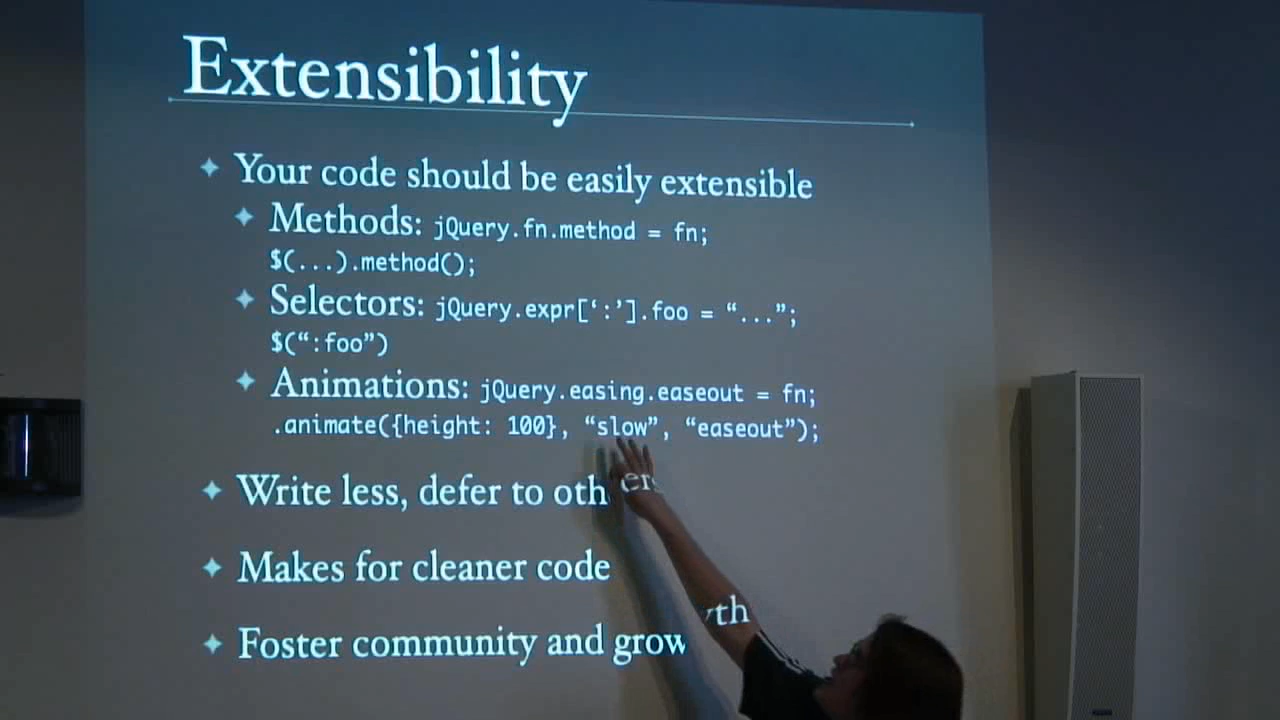 Extensibility
Your code should be easily extensible
Methods: jQuery.fn.method = fn;
$(...).method();
Selectors: jQuery.expr[‘:’].foo = “...”;
$(“:foo”)
Animations: jQuery.easing.easeout = fn;
.animate({height: 100}, “slow”, “easeout”);
Write less, defer to others
Makes for cleaner code
Foster community and growth